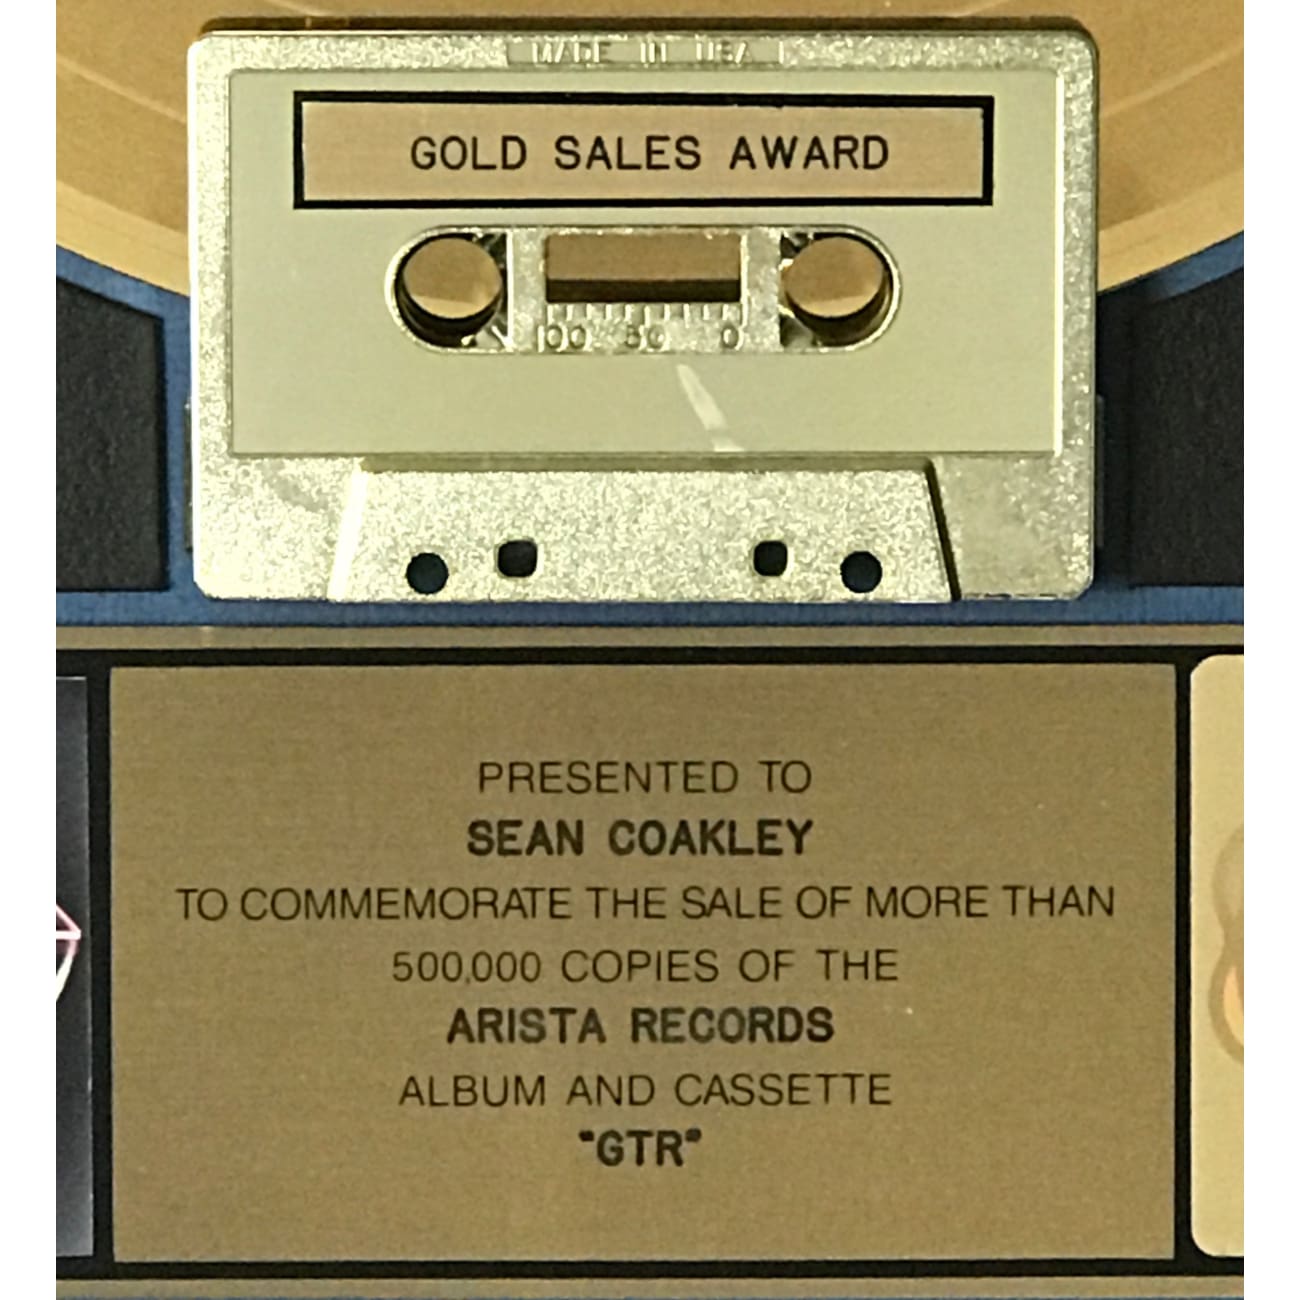 MADE IN USA
GOLD SALES AWARD
100 50 0
PRESENTED TO
SEAN COAKLEY
TO COMMEMORATE THE SALE OF MORE THAN
500,000 COPIES OF THE
ARISTA RECORDS
ALBUM AND CASSETTE
"GTR"